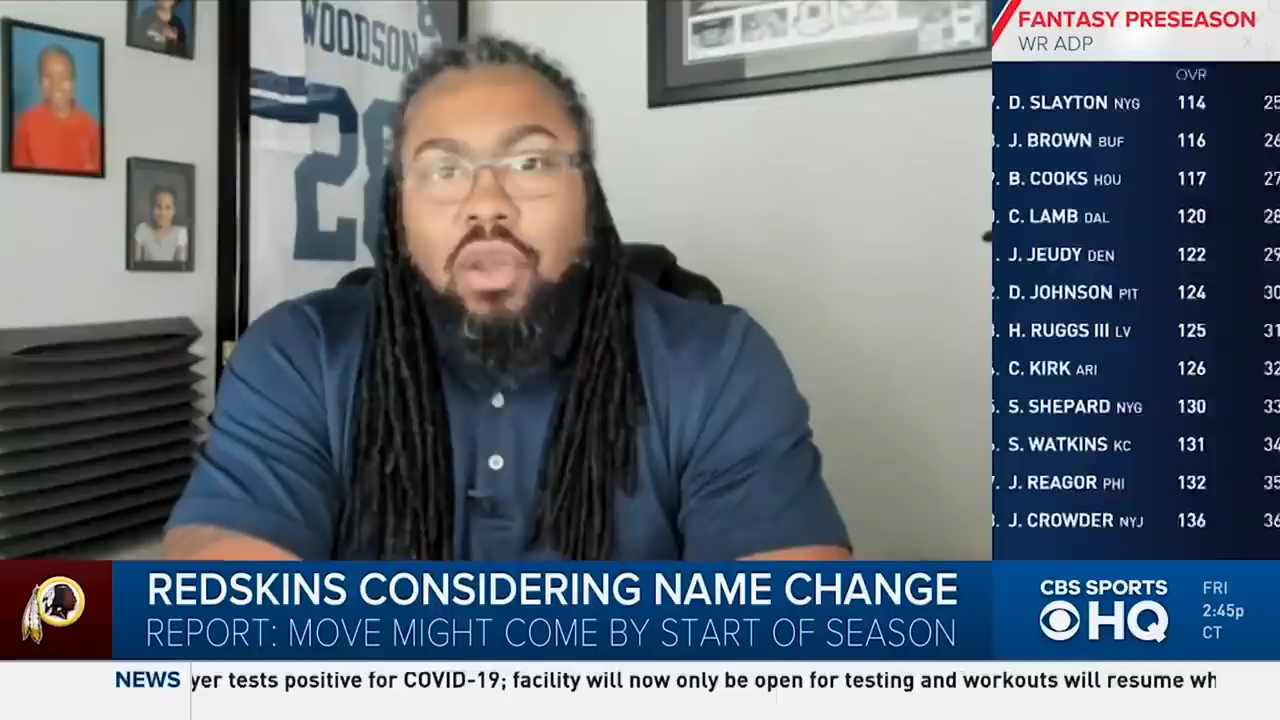 WOODSON
28
FANTASY PRESEASON
WR ADP
OVR
D. SLAYTON NYG 114 25
J. BROWN BUF 116 26
B. COOKS HOU 117 27
C. LAMB DAL 120 28
J. JEUDY DEN 122 29
D. JOHNSON PIT 124 30
H. RUGGS III LV 125 31
C. KIRK ARI 126 32
S. SHEPARD NYG 130 33
S. WATKINS KC 131 34
J. REAGOR PHI 132 35
J. CROWDER NYJ 136 36
REDSKINS CONSIDERING NAME CHANGE
REPORT: MOVE MIGHT COME BY START OF SEASON
CBS SPORTS
HQ
FRI
2:45p
CT
NEWS yer tests positive for COVID-19; facility will now only be open for testing and workouts will resume wh